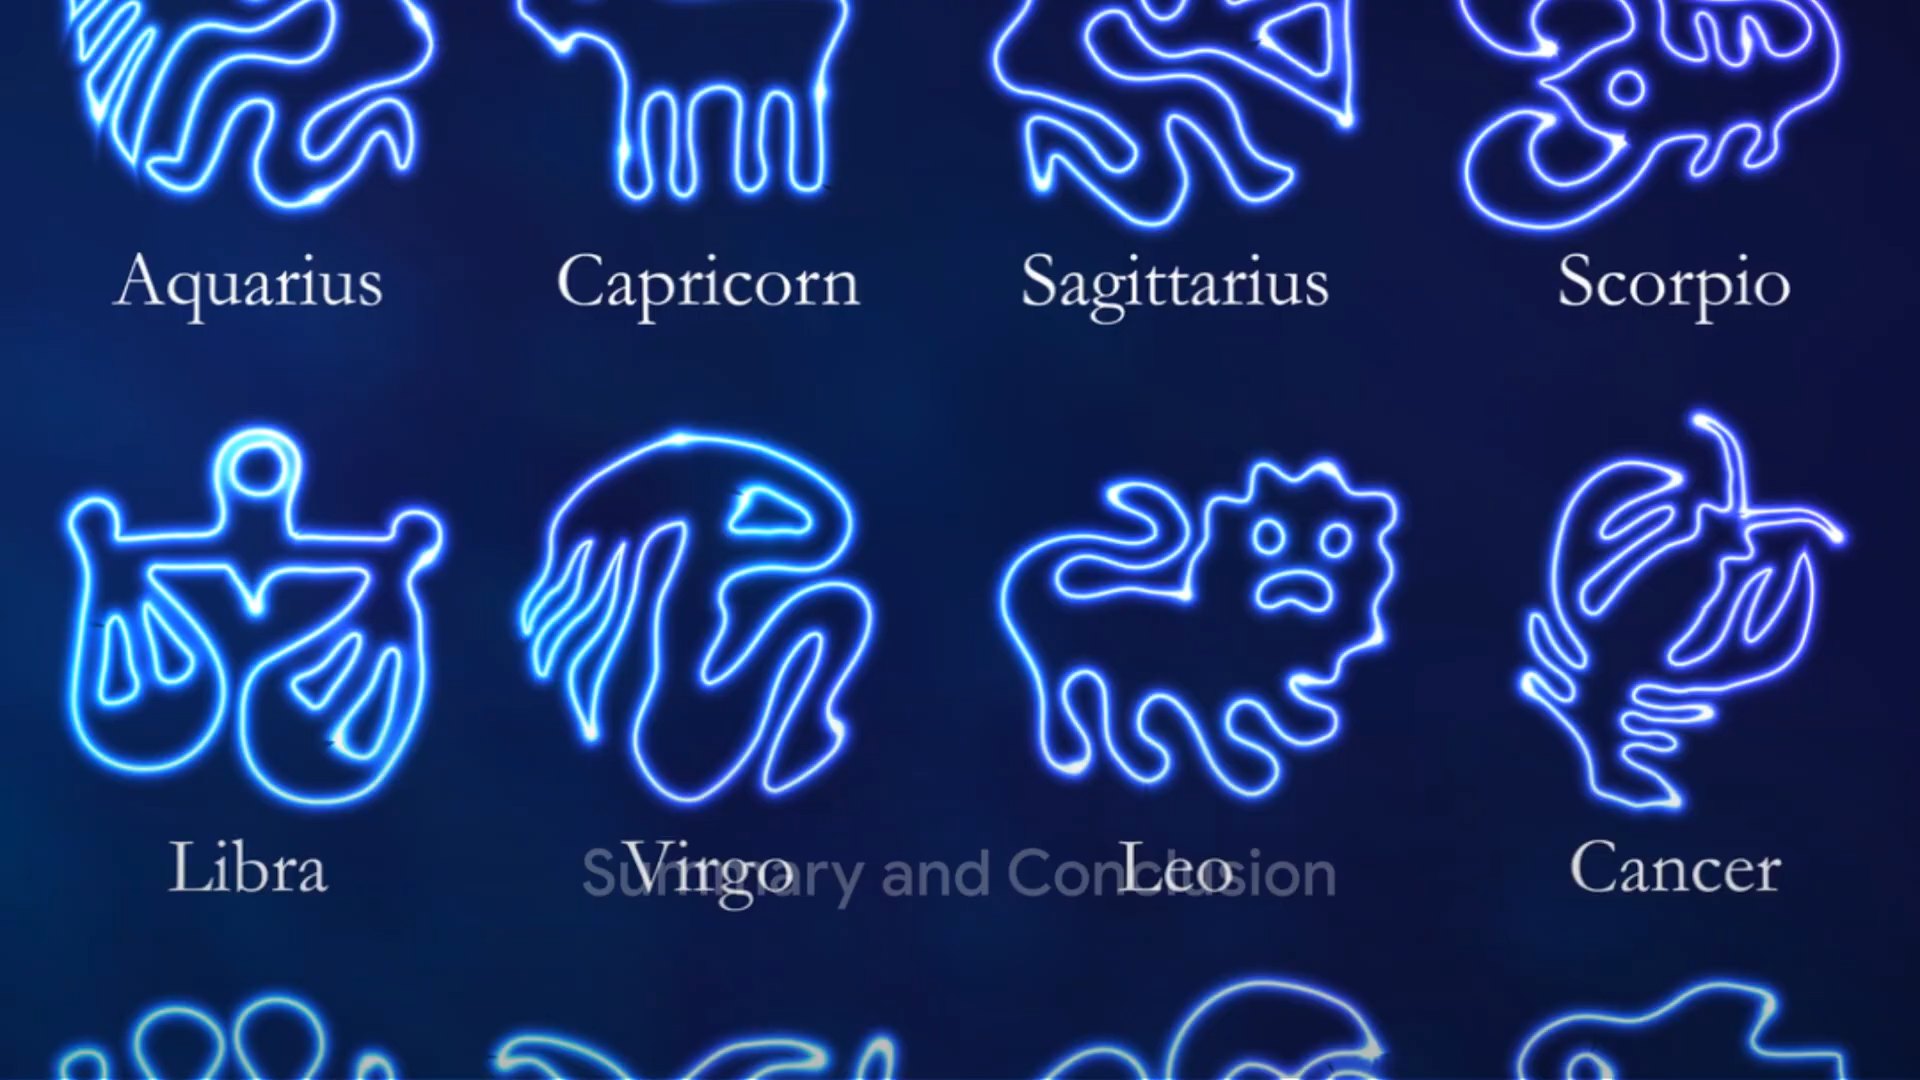 Aquarius
Capricorn
Sagittarius
Scorpio
Libra
Virgo
Leo
Cancer
Summary and Conclusion